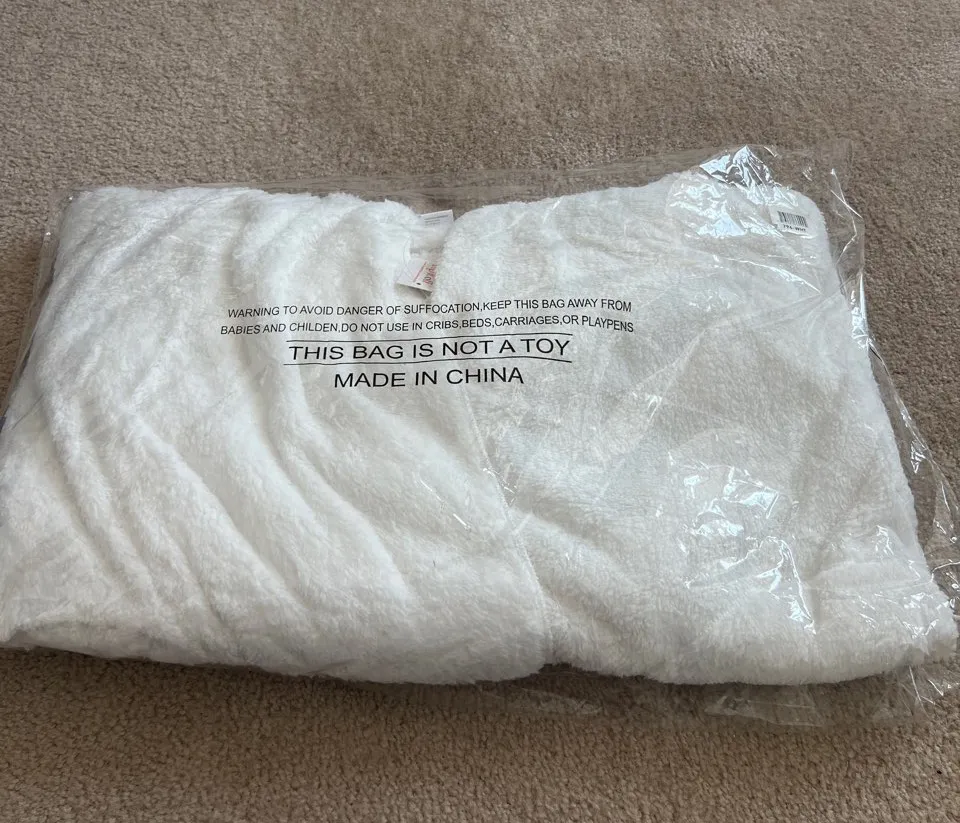 WARNING TO AVOID DANGER OF SUFFOCATION,KEEP THIS BAG AWAY FROM
BABIES AND CHILDEN,DO NOT USE IN CRIBS,BEDS,CARRIAGES,OR PLAYPENS
THIS BAG IS NOT A TOY
MADE IN CHINA